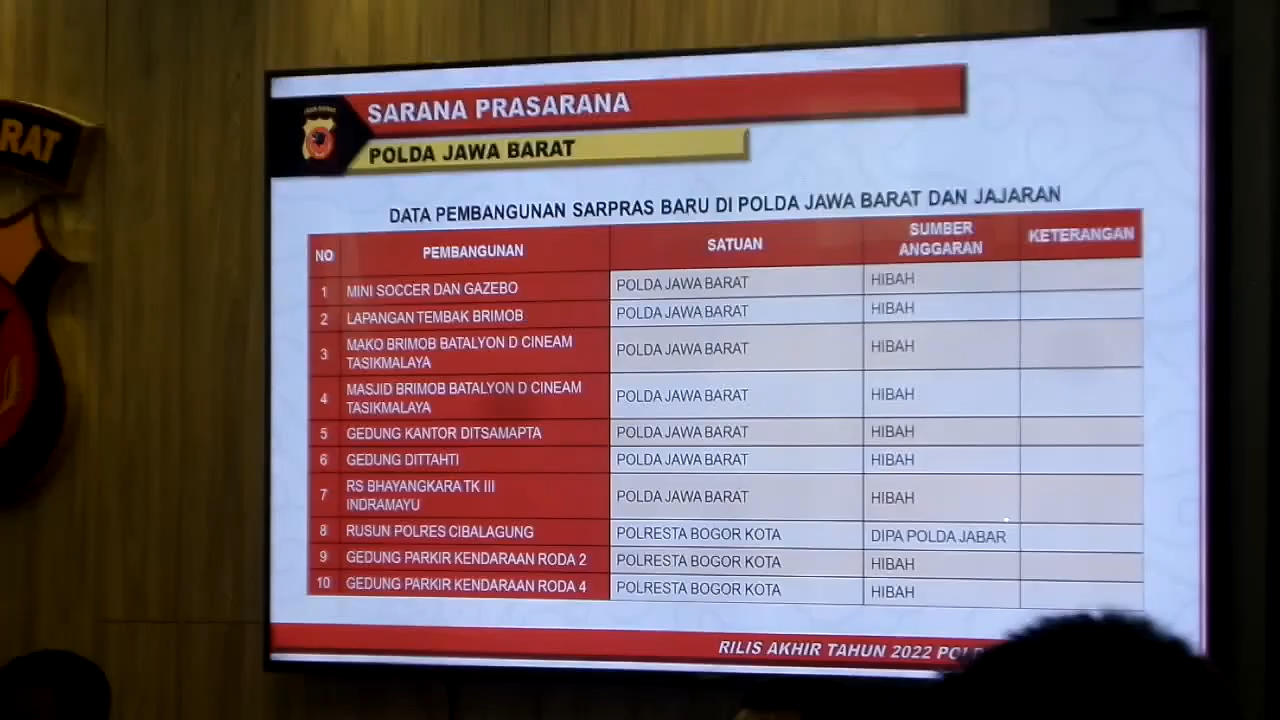 RAT
SARANA PRASARANA
POLDA JAWA BARAT
DATA PEMBANGUNAN SARPRAS BARU DI POLDA JAWA BARAT DAN JAJARAN
NO PEMBANGUNAN SATUAN SUMBER ANGGARAN KETERANGAN
1 MINI SOCCER DAN GAZEBO POLDA JAWA BARAT HIBAH
2 LAPANGAN TEMBAK BRIMOB POLDA JAWA BARAT HIBAH
3 MAKO BRIMOB BATALYON D CINEAM TASIKMALAYA POLDA JAWA BARAT HIBAH
4 MASJID BRIMOB BATALYON D CINEAM TASIKMALAYA POLDA JAWA BARAT HIBAH
5 GEDUNG KANTOR DITSAMAPTA POLDA JAWA BARAT HIBAH
6 GEDUNG DITTAHTI POLDA JAWA BARAT HIBAH
7 RS BHAYANGKARA TK III INDRAMAYU POLDA JAWA BARAT HIBAH
8 RUSUN POLRES CIBALAGUNG POLRESTA BOGOR KOTA DIPA POLDA JABAR
9 GEDUNG PARKIR KENDARAAN RODA 2 POLRESTA BOGOR KOTA HIBAH
10 GEDUNG PARKIR KENDARAAN RODA 4 POLRESTA BOGOR KOTA HIBAH
RILIS AKHIR TAHUN 2022